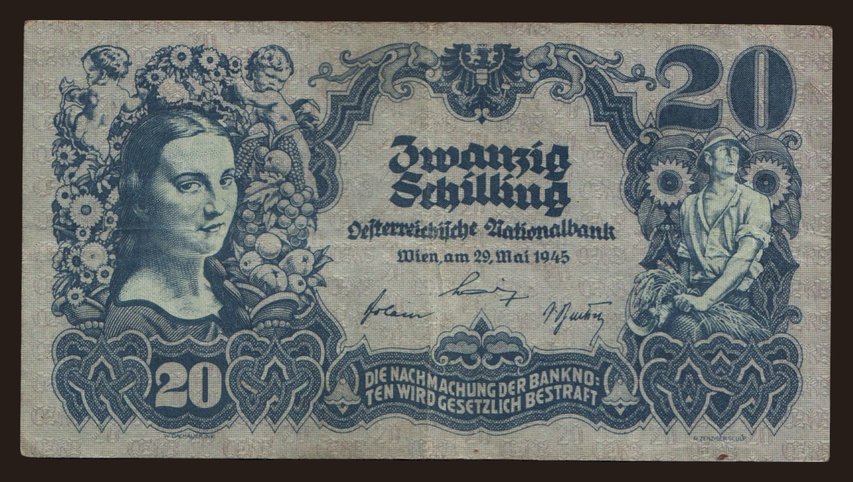 20
Zwanzig
Schilling
Oesterreichische Nationalbank
Wien, am 29. Mai 1945
20
DIE NACHMACHUNG DER BANKNO=
TEN WIRD GESETZLICH BESTRAFT